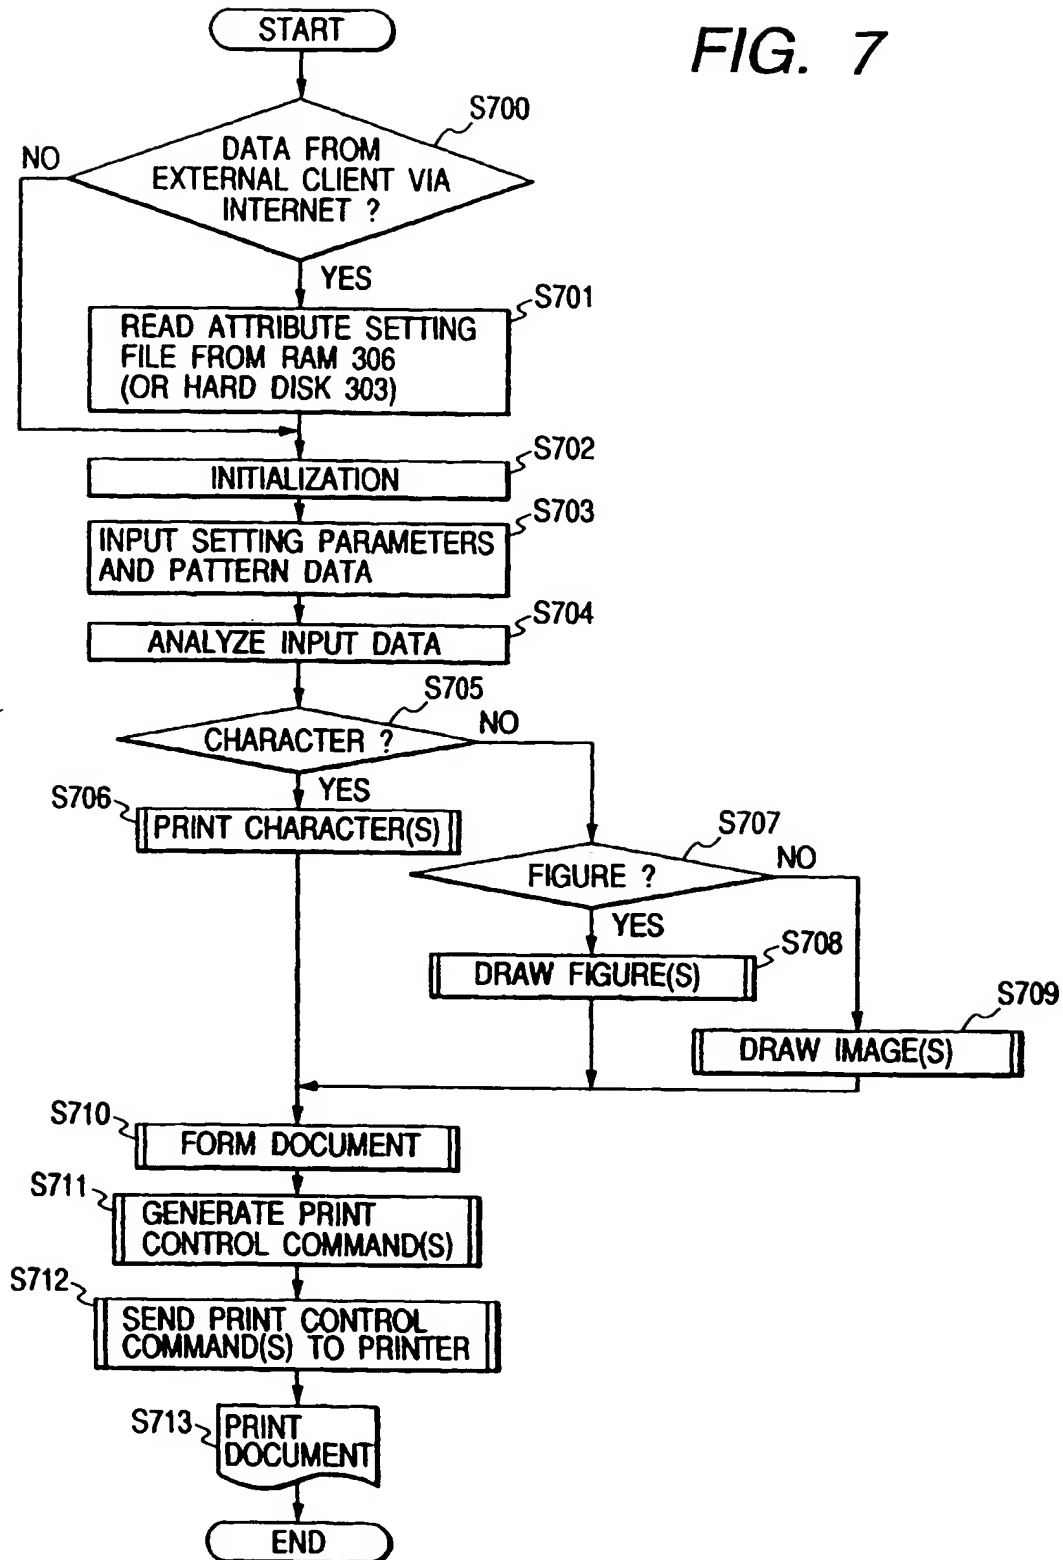 START
FIG. 7
S700
DATA FROM
EXTERNAL CLIENT VIA
INTERNET ?
NO
YES
S701
READ ATTRIBUTE SETTING
FILE FROM RAM 306
(OR HARD DISK 303)
S702
INITIALIZATION
S703
INPUT SETTING PARAMETERS
AND PATTERN DATA
S704
ANALYZE INPUT DATA
S705
CHARACTER ?
NO
YES
S706
PRINT CHARACTER(S)
S707
FIGURE ?
NO
YES
S708
DRAW FIGURE(S)
S709
DRAW IMAGE(S)
S710
FORM DOCUMENT
S711
GENERATE PRINT
CONTROL COMMAND(S)
S712
SEND PRINT CONTROL
COMMAND(S) TO PRINTER
S713
PRINT
DOCUMENT
END